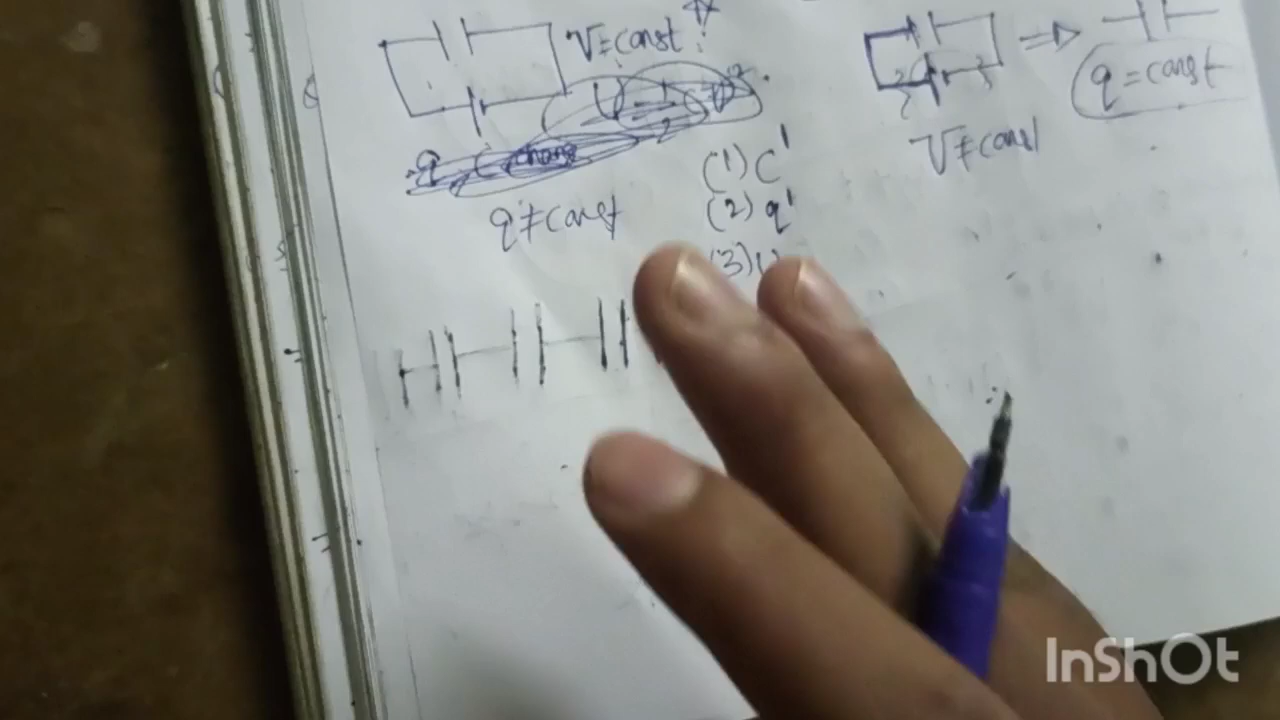 V = const
q = const
V ≠ const
(1) C'
(2) q'
q ≠ const
(3)
InShOt